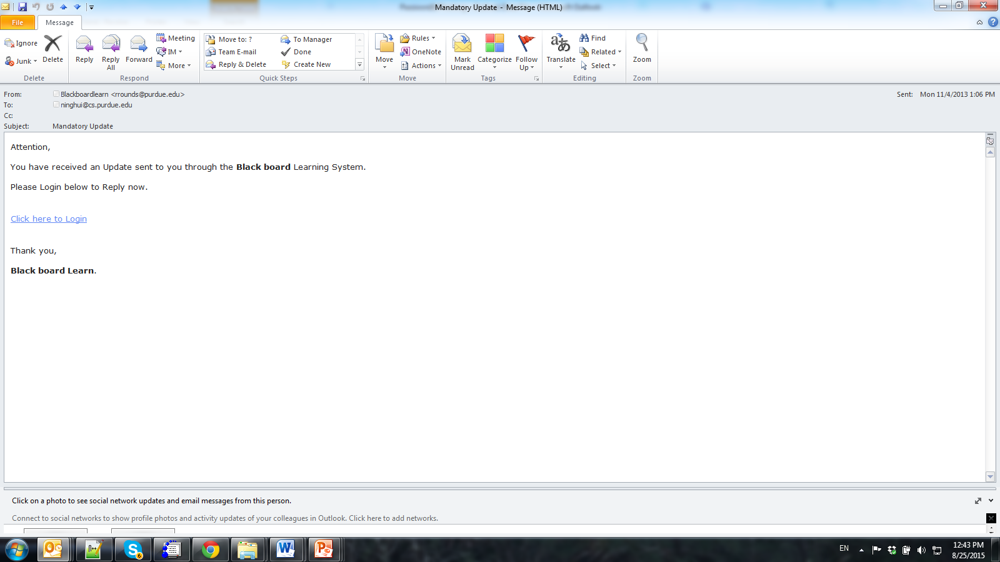 Mandatory Update - Message (HTML)
File
Message
Ignore
Junk
Delete
Delete
Reply
Reply All
Forward
Meeting
IM
More
Respond
Move to: ?
Team E-mail
Reply & Delete
To Manager
Done
Create New
Quick Steps
Move
Rules
OneNote
Actions
Move
Mark Unread
Categorize
Follow Up
Tags
Translate
Find
Related
Select
Editing
Zoom
Zoom
From: Blackboardlearn <rrounds@purdue.edu>
Sent: Mon 11/4/2013 1:06 PM
To: ninghui@cs.purdue.edu
Cc:
Subject: Mandatory Update
Attention,
You have received an Update sent to you through the Black board Learning System.
Please Login below to Reply now.
Click here to Login
Thank you,
Black board Learn.
Click on a photo to see social network updates and email messages from this person.
Connect to social networks to show profile photos and activity updates of your colleagues in Outlook. Click here to add networks.
6
EN
12:43 PM
8/25/2015